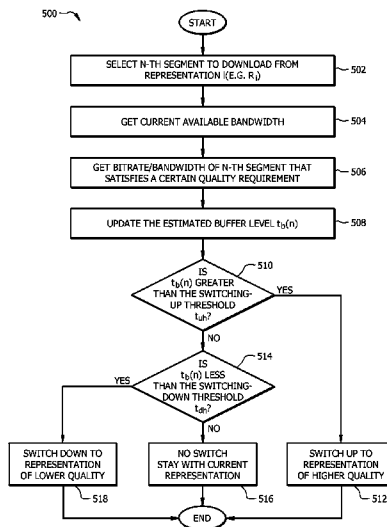 500
START
SELECT N-TH SEGMENT TO DOWNLOAD FROM
REPRESENTATION I(E.G. Ri)
502
GET CURRENT AVAILABLE BANDWIDTH
504
GET BITRATE/BANDWIDTH OF N-TH SEGMENT THAT
SATISFIES A CERTAIN QUALITY REQUIREMENT
506
UPDATE THE ESTIMATED BUFFER LEVEL tb(n)
508
IS
tb(n) GREATER
THAN THE SWITCHING-
UP THRESHOLD
tuh?
510
YES
NO
IS
tb(n) LESS
THAN THE SWITCHING-
DOWN THRESHOLD
tdh?
514
YES
NO
SWITCH DOWN TO
REPRESENTATION
OF LOWER QUALITY
518
NO SWITCH
STAY WITH CURRENT
REPRESENTATION
516
SWITCH UP TO
REPRESENTATION
OF HIGHER QUALITY
512
END